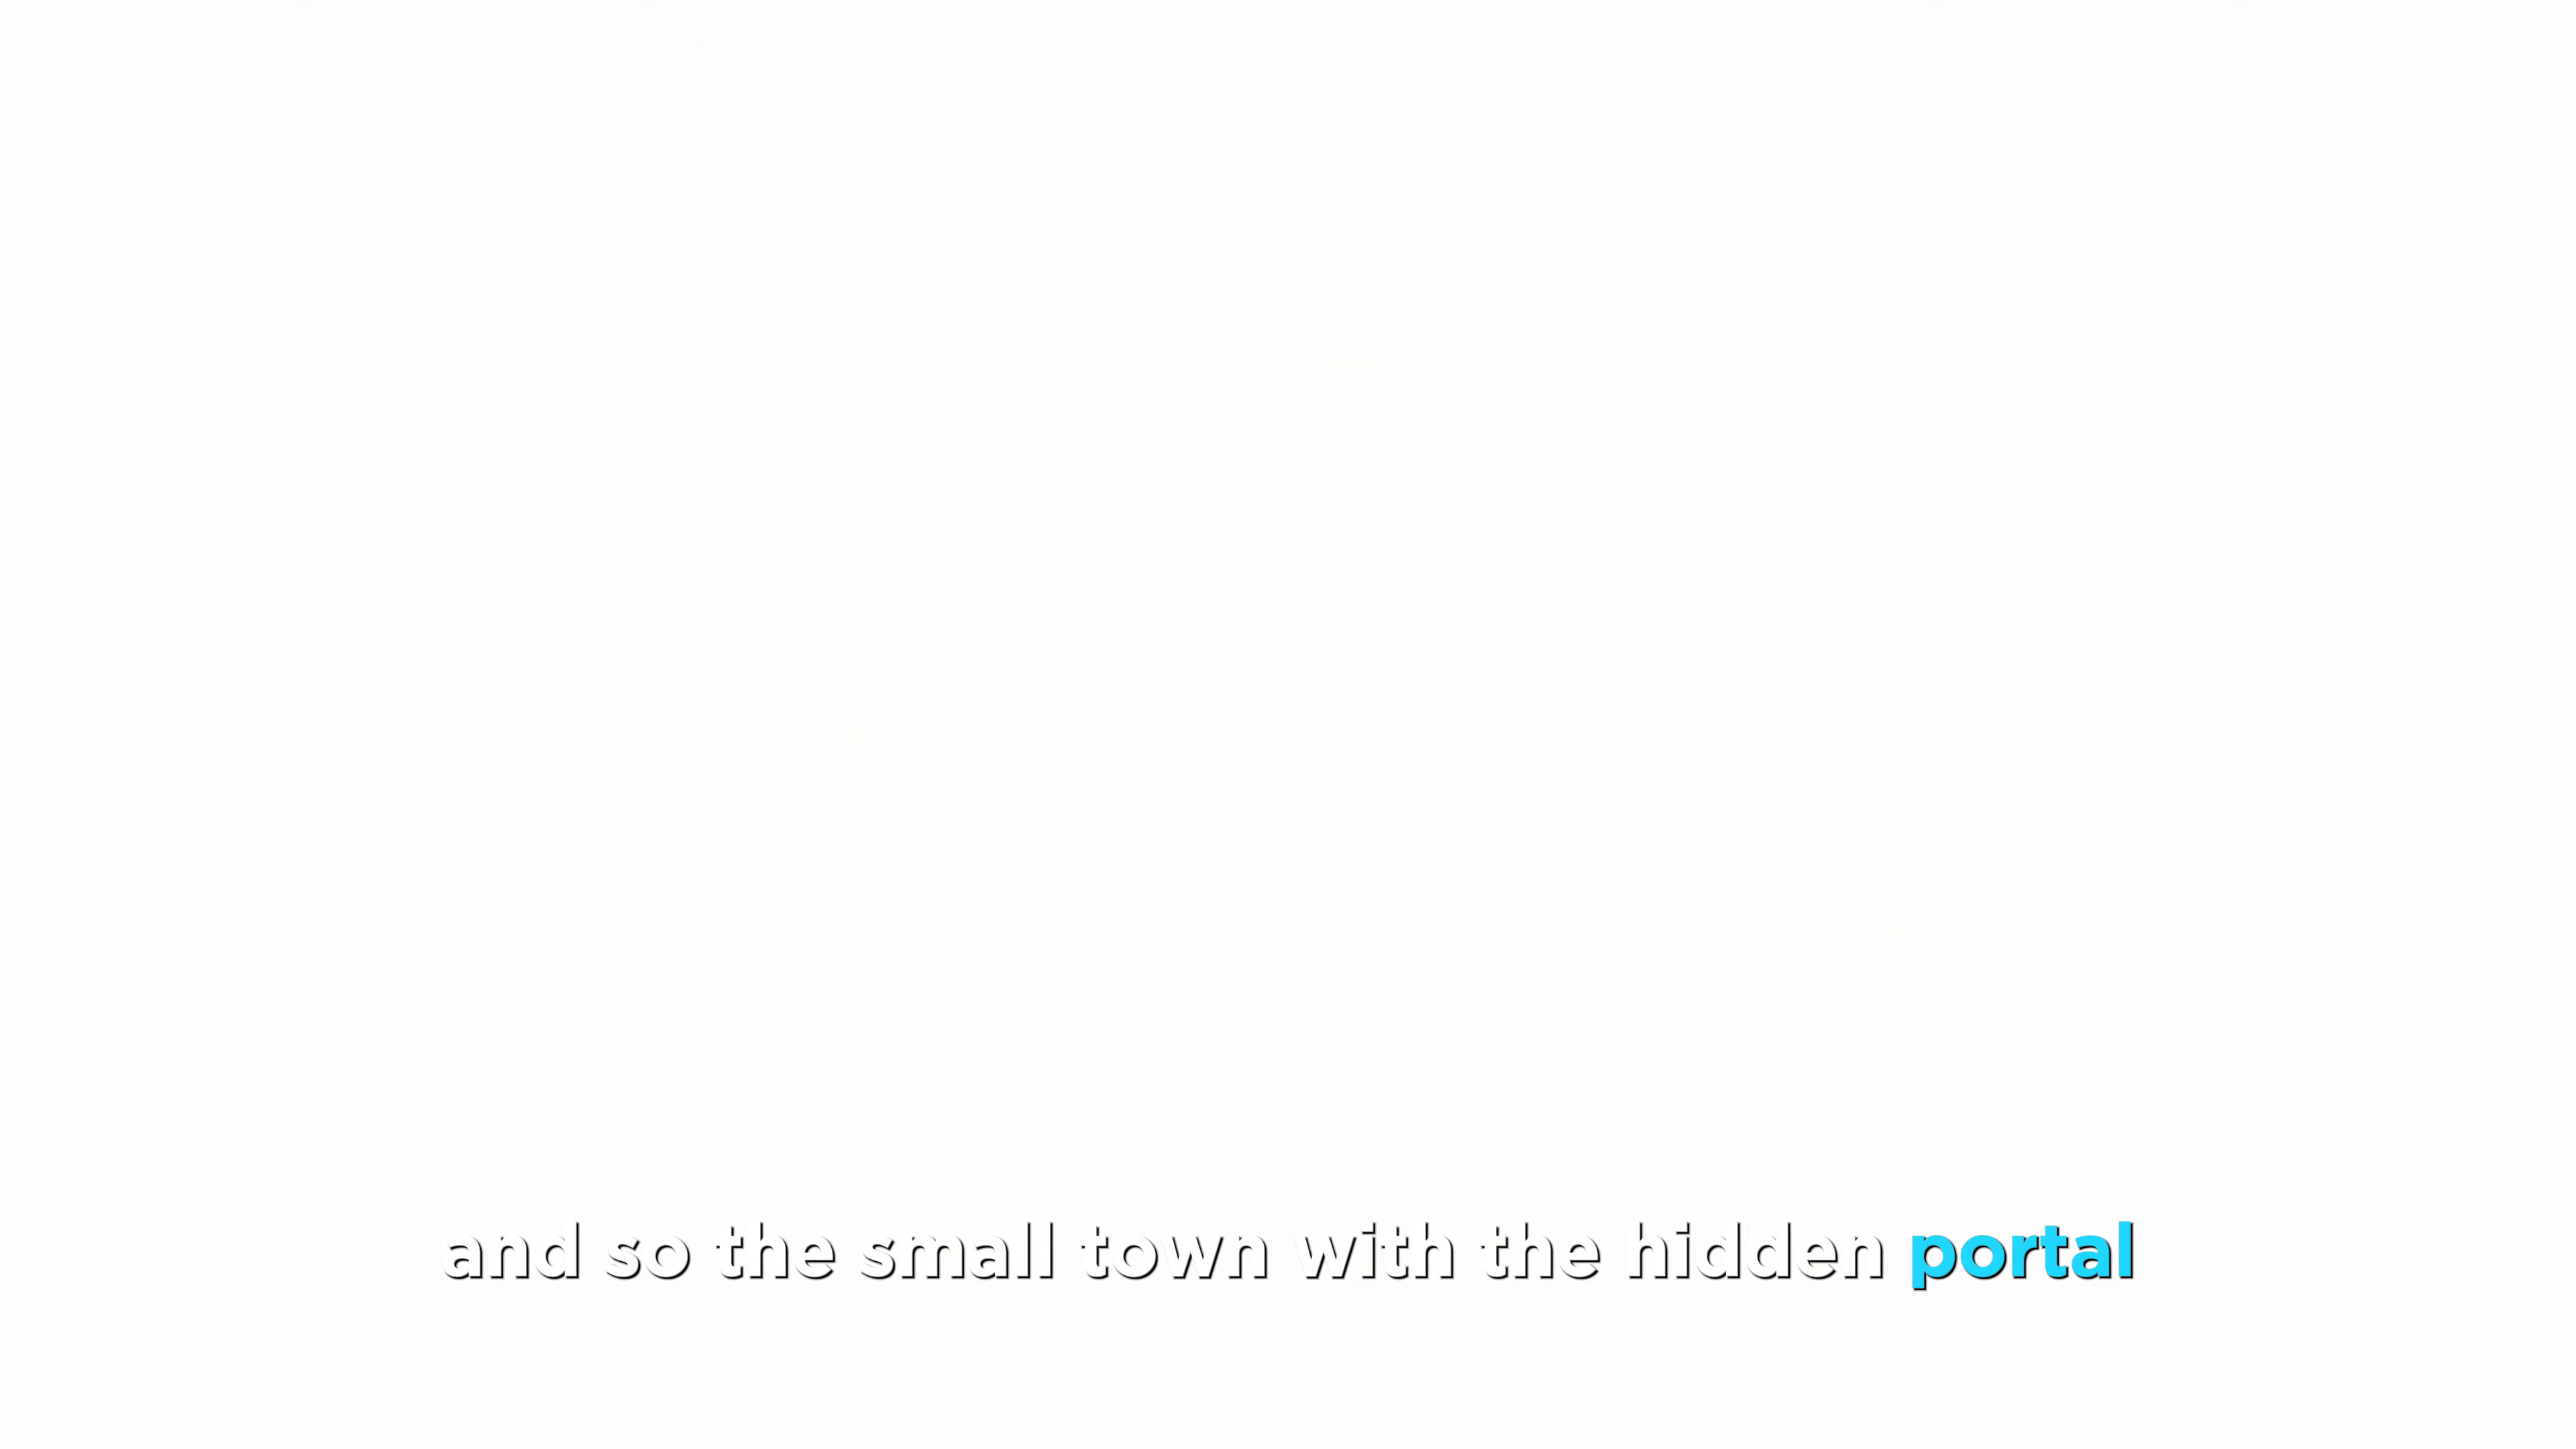 and so the small town with the hidden portal